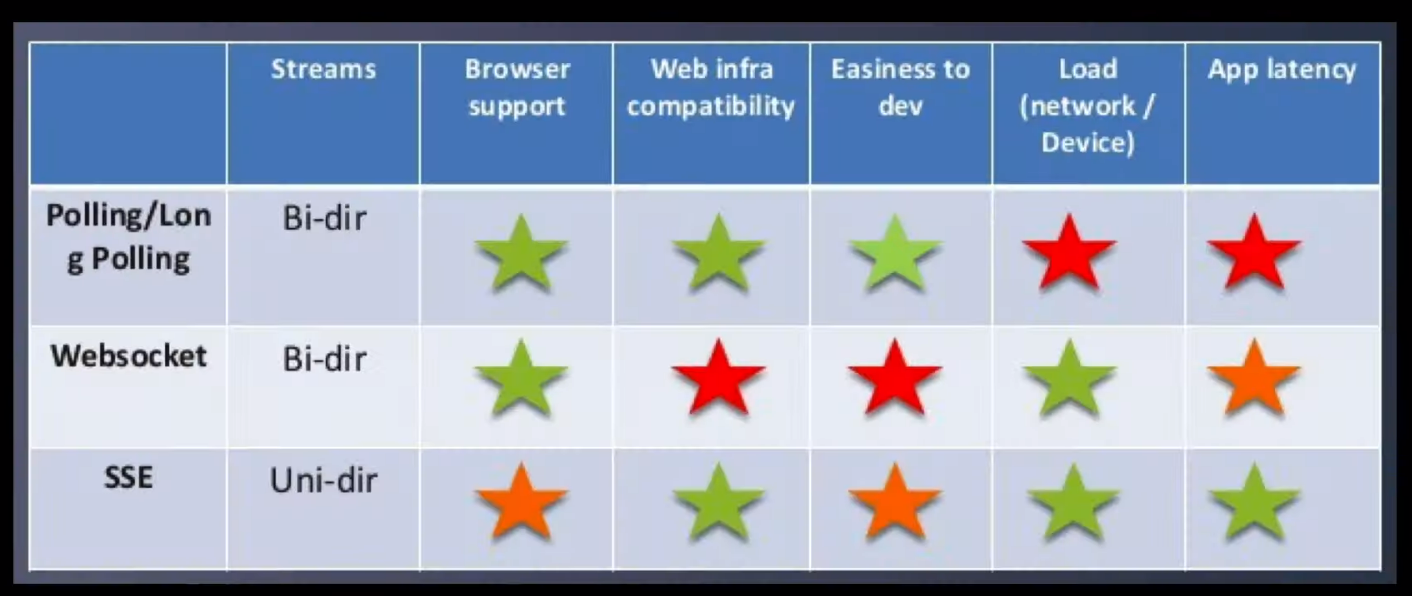 Streams
Browser
support
Web infra
compatibility
Easiness to
dev
Load
(network /
Device)
App latency
Polling/Lon
g Polling
Bi-dir
Websocket
Bi-dir
SSE
Uni-dir